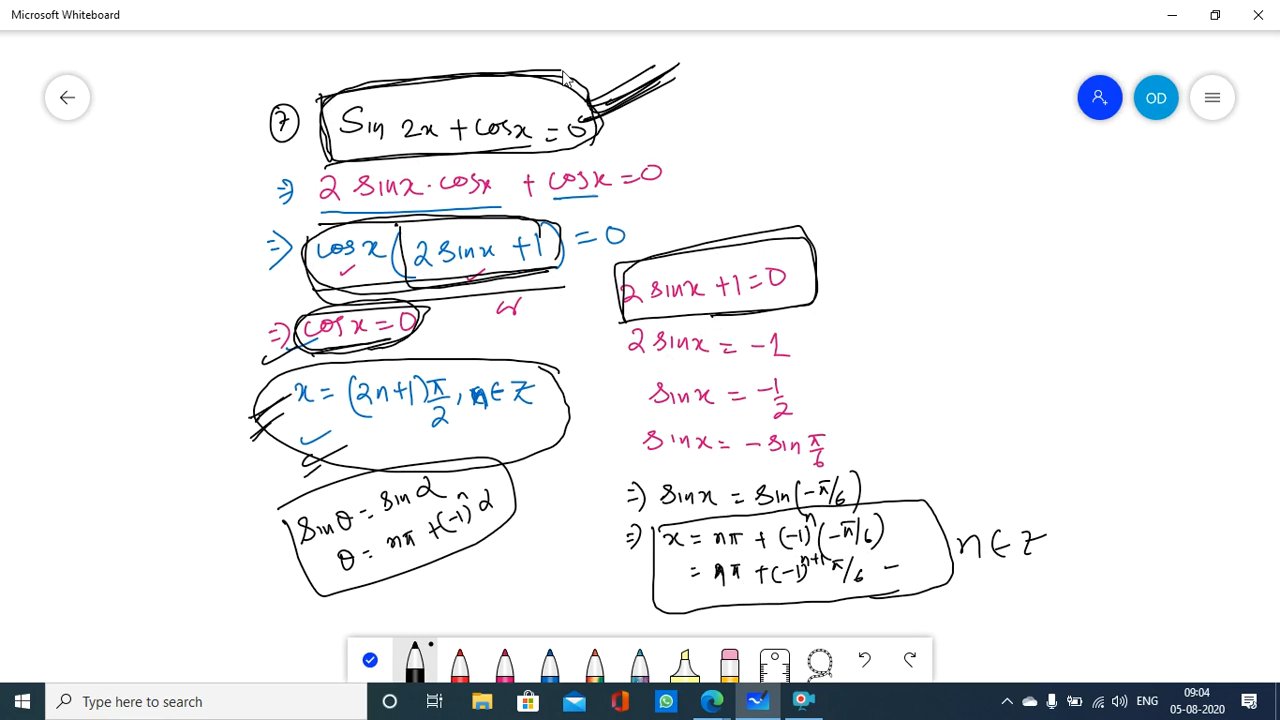 Microsoft Whiteboard
OD
⑦ Sin 2x + cosx = 0
⇒ 2 sinx·cosx + cosx = 0
⇒ cosx (2 sinx + 1) = 0
⇒ cosx = 0 or
x = (2n+1) π/2, n ∈ Z
sinθ = sinα
θ = nπ + (-1)^n α
2 sinx + 1 = 0
2 sinx = -1
sinx = -1/2
sinx = - sin π/6
⇒ sinx = sin(-π/6)
⇒ x = nπ + (-1)^n (-π/6) n ∈ Z
= nπ + (-1)^(n+1) π/6
Type here to search
ENG
09:04
05-08-2020